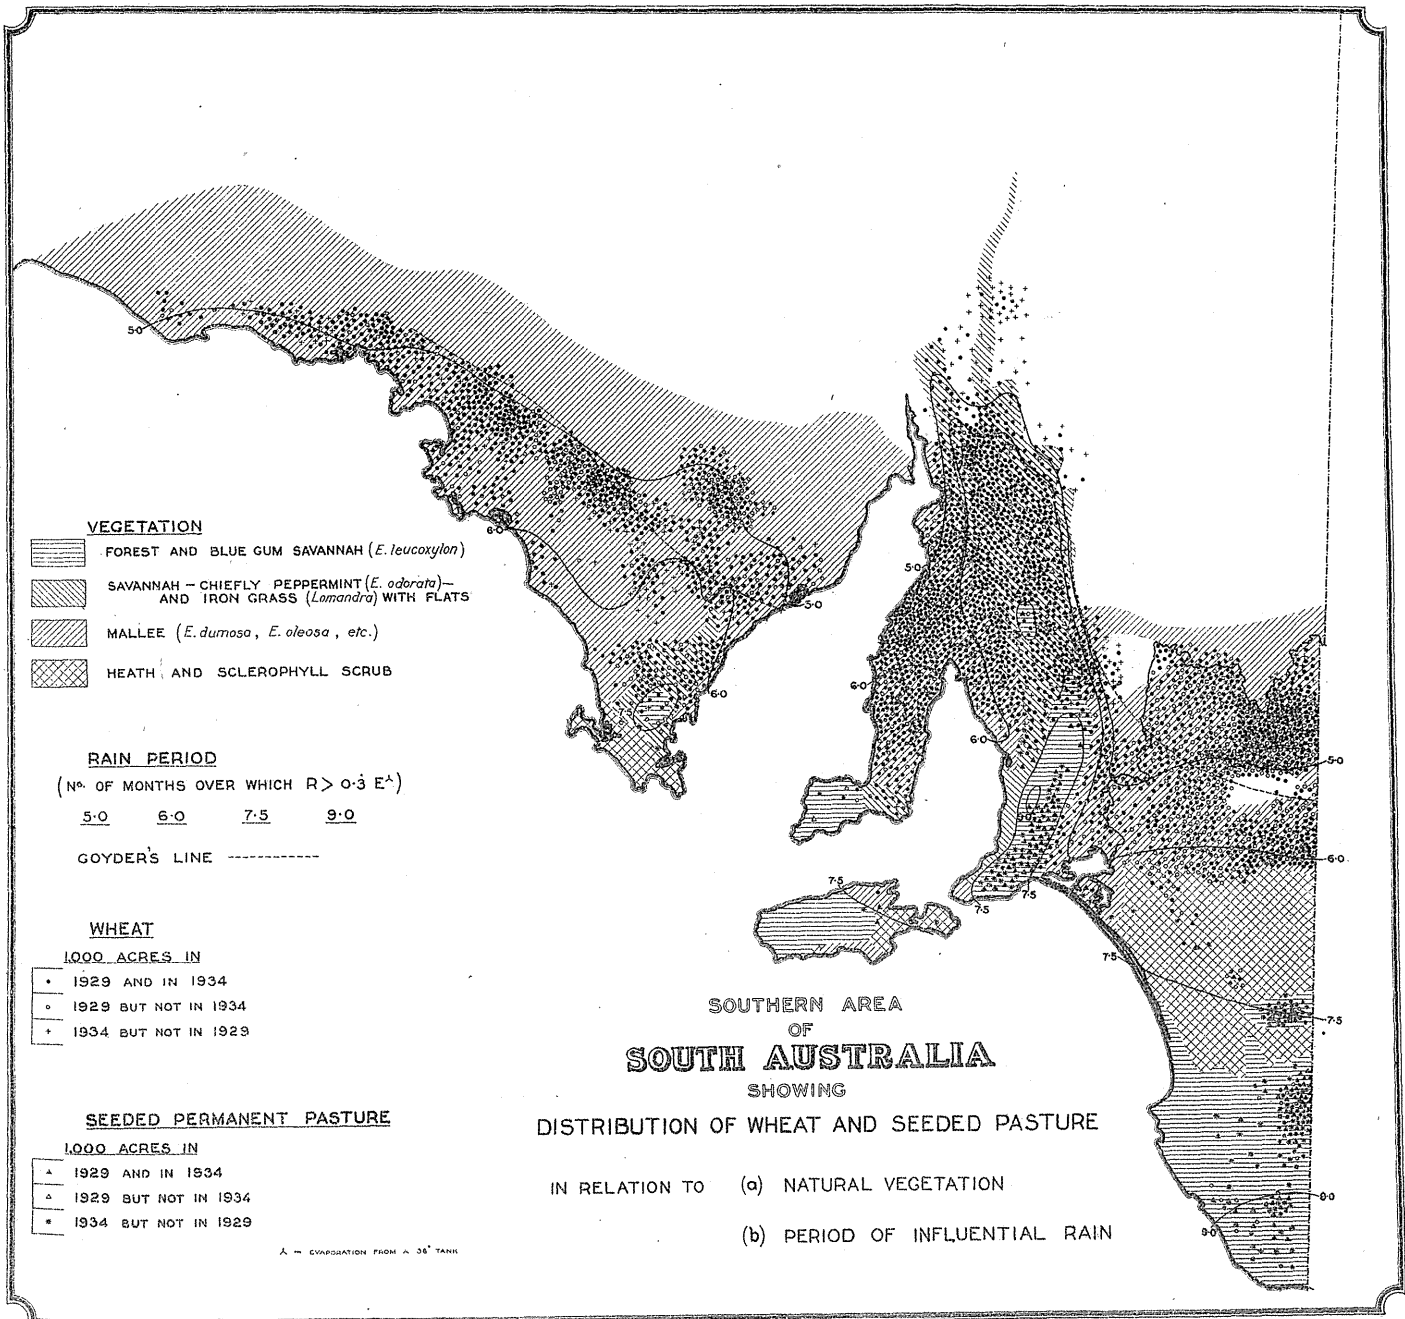 VEGETATION
FOREST AND BLUE GUM SAVANNAH (E. leucoxylon)
SAVANNAH – CHIEFLY PEPPERMINT (E. odorata) –
AND IRON GRASS (Lomandra) WITH FLATS
MALLEE (E. dumosa, E. oleosa, etc.)
HEATH AND SCLEROPHYLL SCRUB
RAIN PERIOD
(No. OF MONTHS OVER WHICH R > 0·3 E⅄)
5·0 6·0 7·5 9·0
GOYDER'S LINE ------------
WHEAT
1,000 ACRES IN
• 1929 AND IN 1934
○ 1929 BUT NOT IN 1934
+ 1934 BUT NOT IN 1929
SEEDED PERMANENT PASTURE
1,000 ACRES IN
▲ 1929 AND IN 1934
△ 1929 BUT NOT IN 1934
* 1934 BUT NOT IN 1929
⅄ = EVAPORATION FROM A 36" TANK
SOUTHERN AREA
OF
SOUTH AUSTRALIA
SHOWING
DISTRIBUTION OF WHEAT AND SEEDED PASTURE
IN RELATION TO (a) NATURAL VEGETATION
(b) PERIOD OF INFLUENTIAL RAIN
5·0
6·0
5·0
6·0
5·0
6·0
6·0
9·0
7·5
7·5
7·5
5·0
6·0
7·5
7·5
9·0
9·0